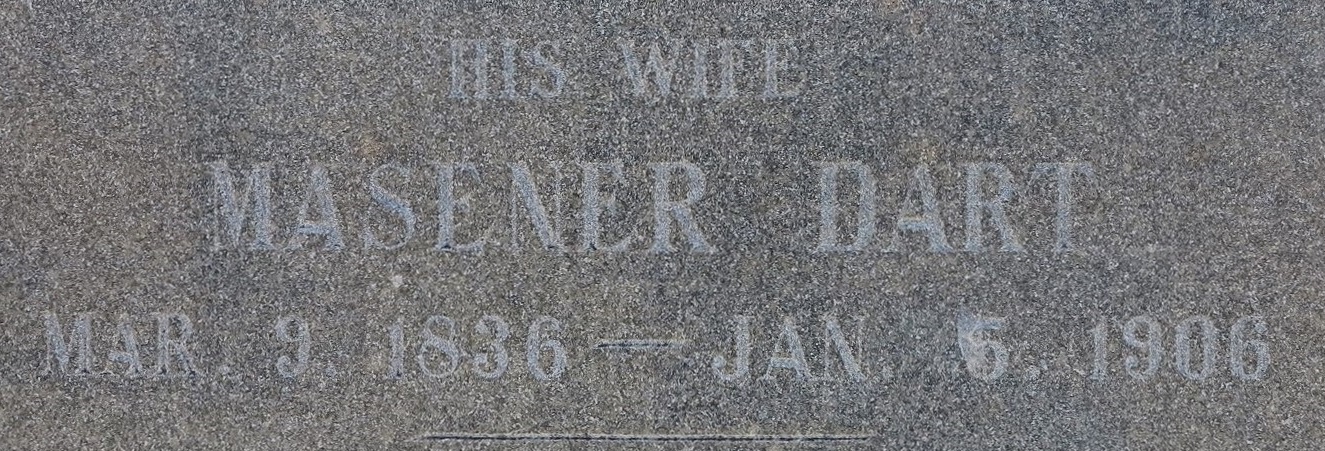 HIS WIFE
MASENER DART
MAR. 9. 1836 — JAN. 6. 1906